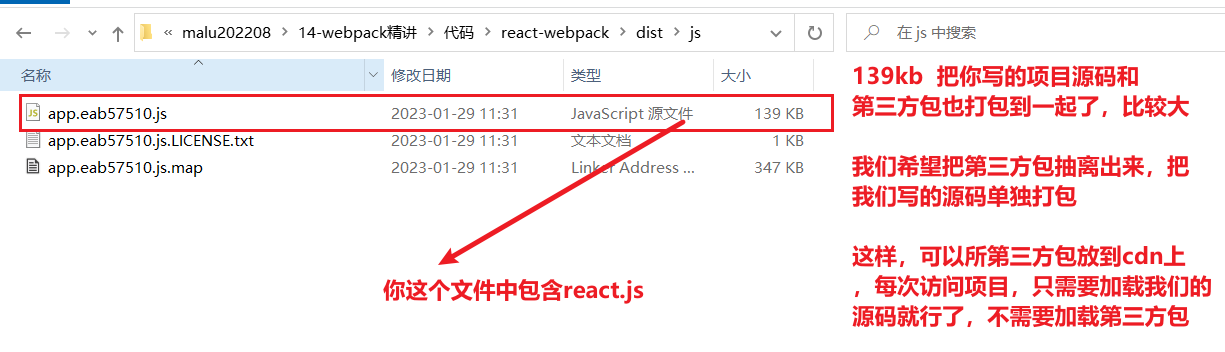 « malu202208 > 14-webpack精讲 > 代码 > react-webpack > dist > js
在 js 中搜索
名称 修改日期 类型 大小
app.eab57510.js 2023-01-29 11:31 JavaScript 源文件 139 KB
app.eab57510.js.LICENSE.txt 2023-01-29 11:31 文本文档 1 KB
app.eab57510.js.map 2023-01-29 11:31 Linker Address ... 347 KB
你这个文件中包含react.js
139kb 把你写的项目源码和
第三方包也打包到一起了，比较大
我们希望把第三方包抽离出来，把
我们写的源码单独打包
这样，可以所第三方包放到cdn上
，每次访问项目，只需要加载我们的
源码就行了，不需要加载第三方包